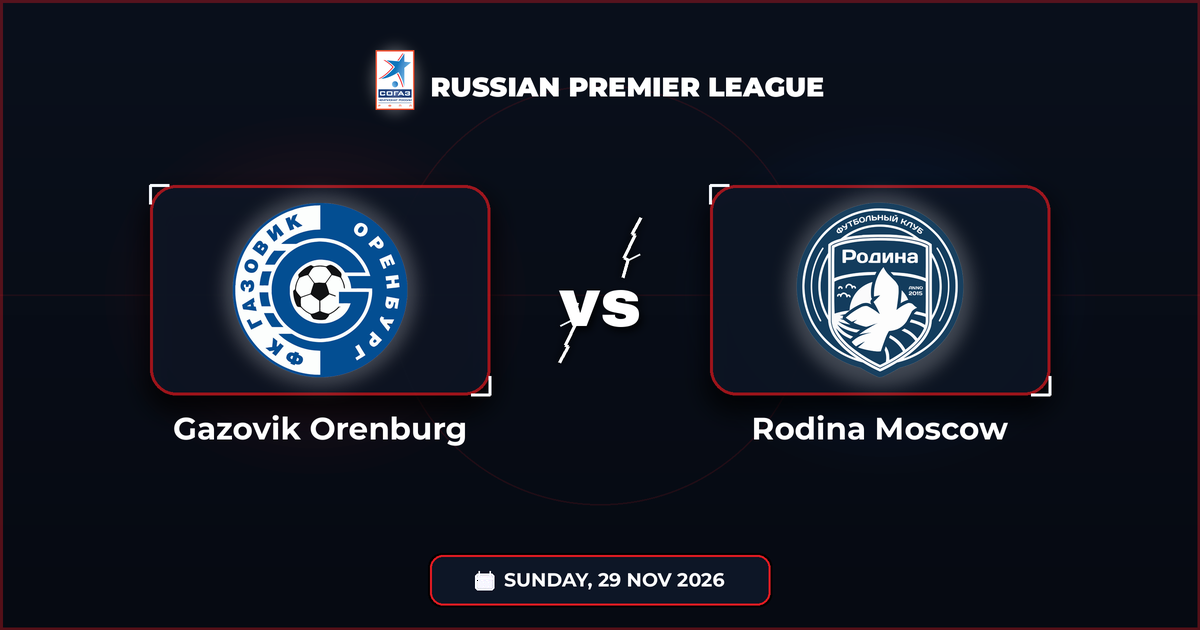 СОГАЗ
RUSSIAN PREMIER LEAGUE
ФК ГАЗОВИК ОРЕНБУРГ
ФУТБОЛЬНЫЙ КЛУБ
Родина
ANNO
2015
VS
Gazovik Orenburg
Rodina Moscow
SUNDAY, 29 NOV 2026